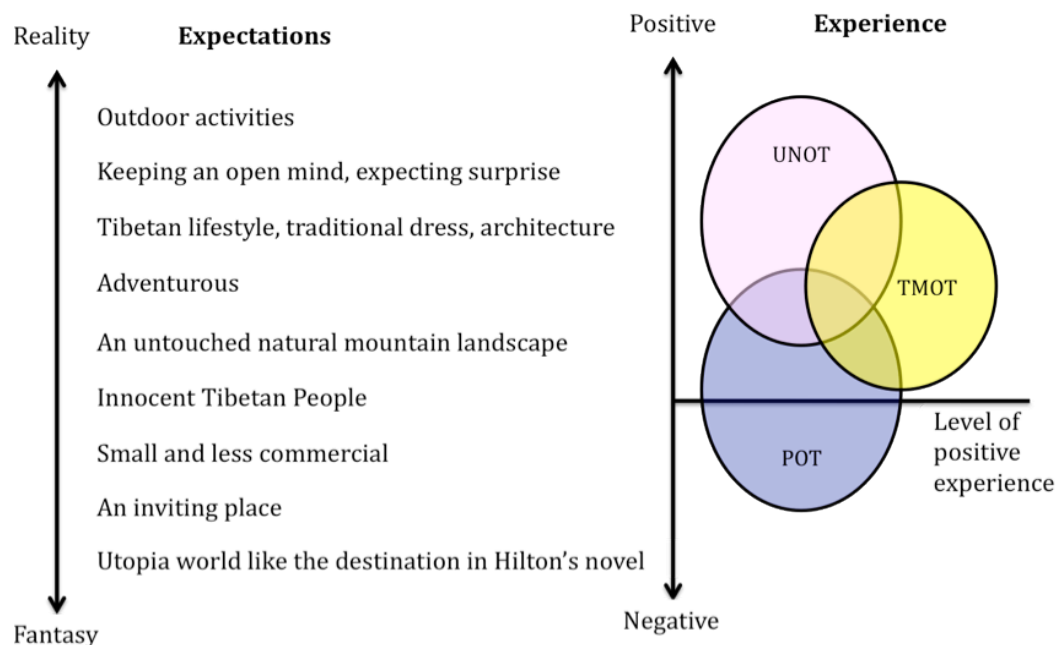 Reality
Expectations
Outdoor activities
Keeping an open mind, expecting surprise
Tibetan lifestyle, traditional dress, architecture
Adventurous
An untouched natural mountain landscape
Innocent Tibetan People
Small and less commercial
An inviting place
Utopia world like the destination in Hilton's novel
Fantasy
Positive
Experience
UNOT
TMOT
POT
Level of
positive
experience
Negative